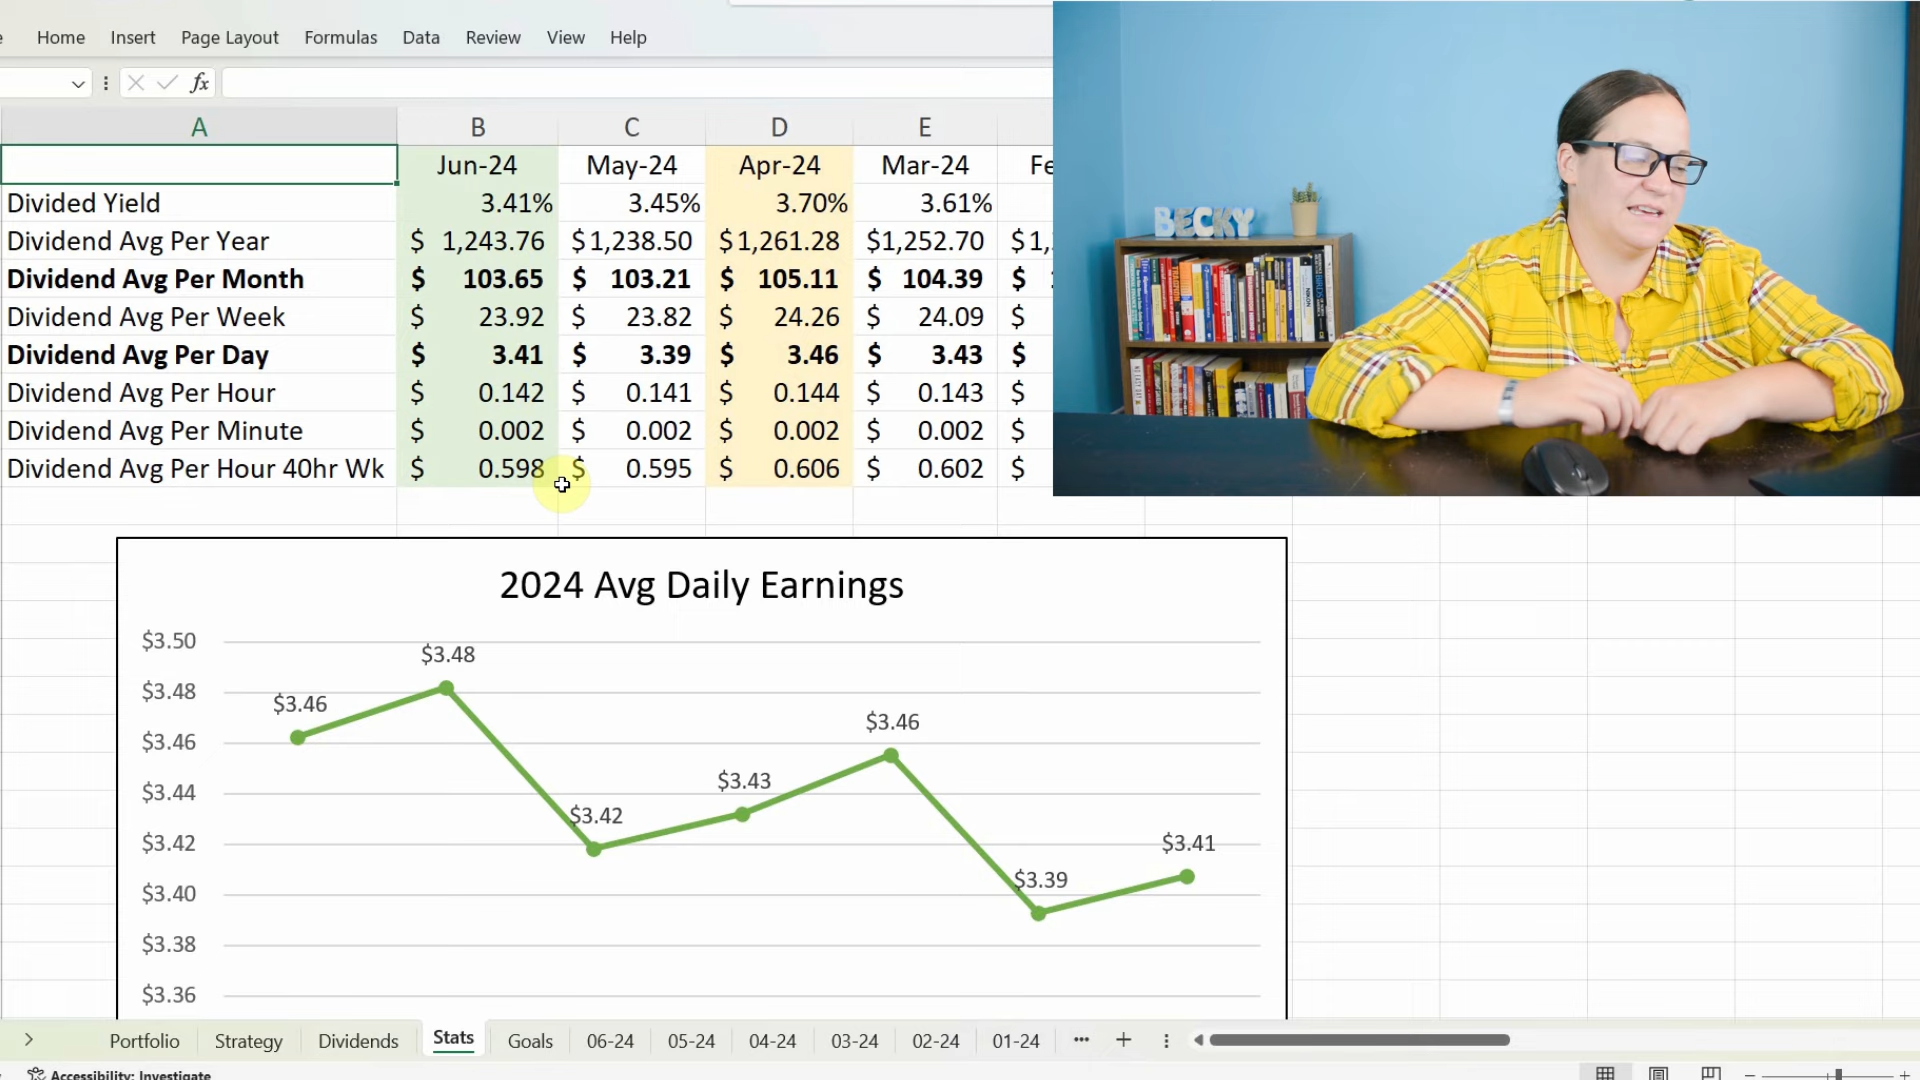 Home Insert Page Layout Formulas Data Review View Help
fx
A B C D E
Jun-24 May-24 Apr-24 Mar-24 Fe
Divided Yield 3.41% 3.45% 3.70% 3.61%
Dividend Avg Per Year $ 1,243.76 $1,238.50 $1,261.28 $1,252.70 $1,
Dividend Avg Per Month $ 103.65 $ 103.21 $ 105.11 $ 104.39 $
Dividend Avg Per Week $ 23.92 $ 23.82 $ 24.26 $ 24.09 $
Dividend Avg Per Day $ 3.41 $ 3.39 $ 3.46 $ 3.43 $
Dividend Avg Per Hour $ 0.142 $ 0.141 $ 0.144 $ 0.143 $
Dividend Avg Per Minute $ 0.002 $ 0.002 $ 0.002 $ 0.002 $
Dividend Avg Per Hour 40hr Wk $ 0.598 $ 0.595 $ 0.606 $ 0.602 $
BECKY
2024 Avg Daily Earnings
$3.50
$3.48
$3.46
$3.44
$3.42
$3.40
$3.38
$3.36
$3.46
$3.48
$3.42
$3.43
$3.46
$3.39
$3.41
Portfolio Strategy Dividends Stats Goals 06-24 05-24 04-24 03-24 02-24 01-24
Accessibility: Investigate